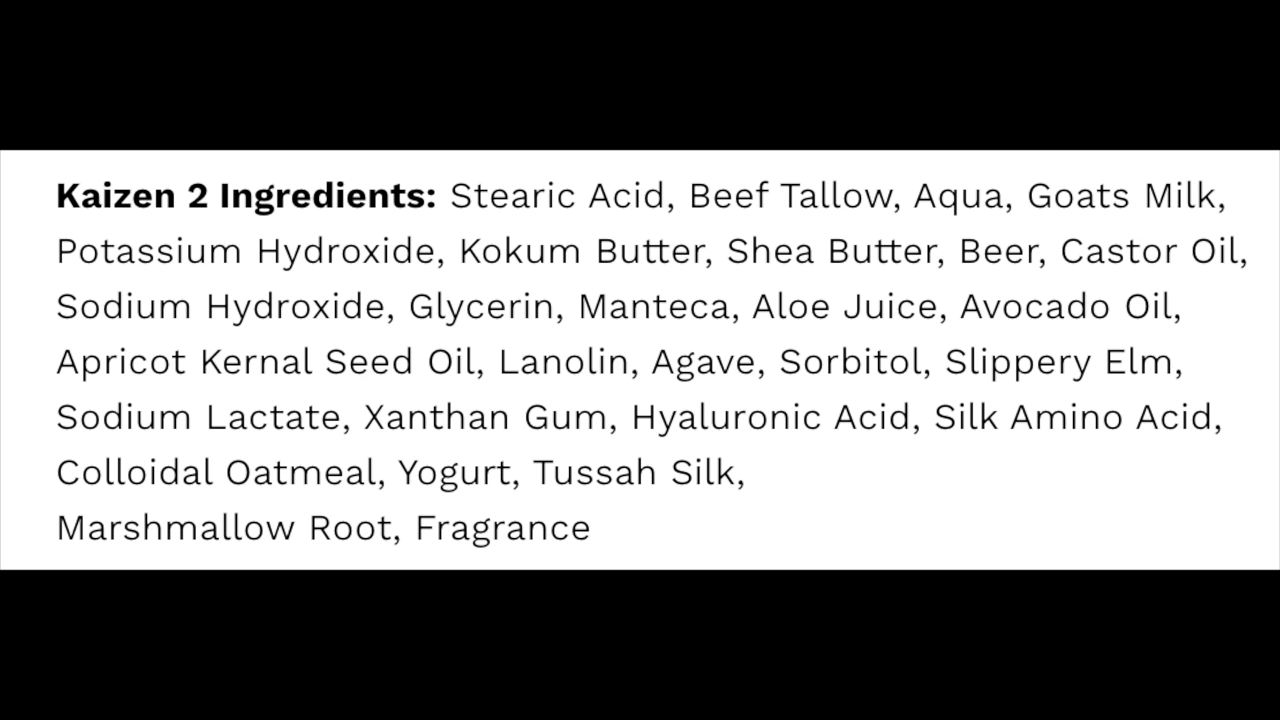 Kaizen 2 Ingredients: Stearic Acid, Beef Tallow, Aqua, Goats Milk,
Potassium Hydroxide, Kokum Butter, Shea Butter, Beer, Castor Oil,
Sodium Hydroxide, Glycerin, Manteca, Aloe Juice, Avocado Oil,
Apricot Kernal Seed Oil, Lanolin, Agave, Sorbitol, Slippery Elm,
Sodium Lactate, Xanthan Gum, Hyaluronic Acid, Silk Amino Acid,
Colloidal Oatmeal, Yogurt, Tussah Silk,
Marshmallow Root, Fragrance